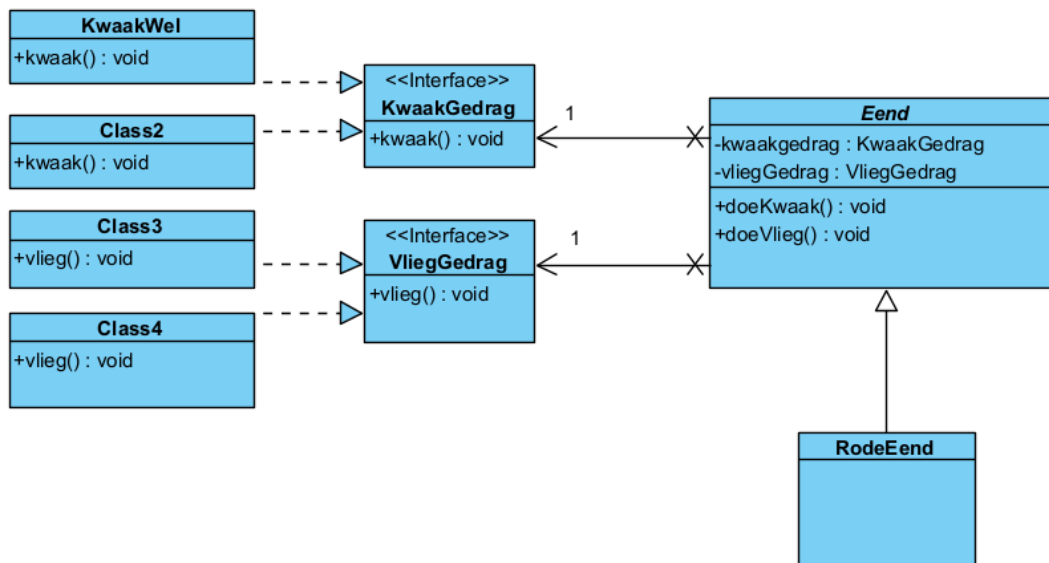 KwaakWel
+kwaak() : void
Class2
+kwaak() : void
Class3
+vlieg() : void
Class4
+vlieg() : void
<<Interface>>
KwaakGedrag
+kwaak() : void
<<Interface>>
VliegGedrag
+vlieg() : void
1
1
Eend
-kwaakgedrag : KwaakGedrag
-vliegGedrag : VliegGedrag
+doeKwaak() : void
+doeVlieg() : void
RodeEend